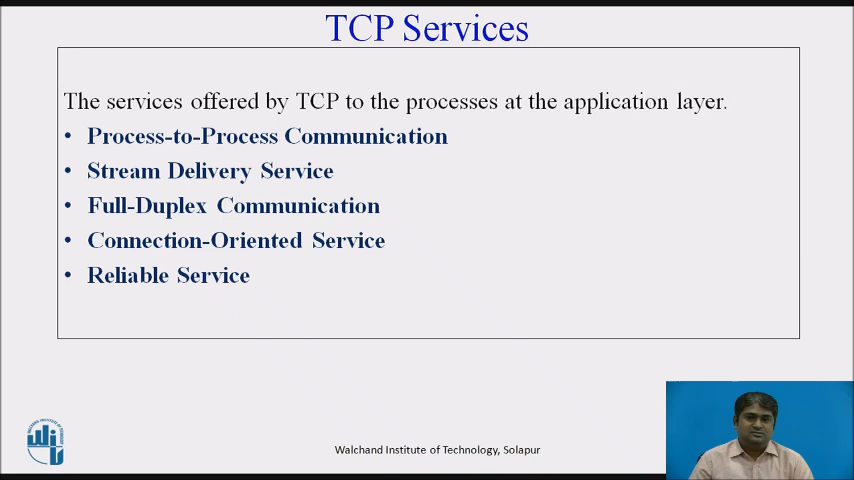 TCP Services
The services offered by TCP to the processes at the application layer.
• Process-to-Process Communication
• Stream Delivery Service
• Full-Duplex Communication
• Connection-Oriented Service
• Reliable Service
Walchand Institute of Technology, Solapur